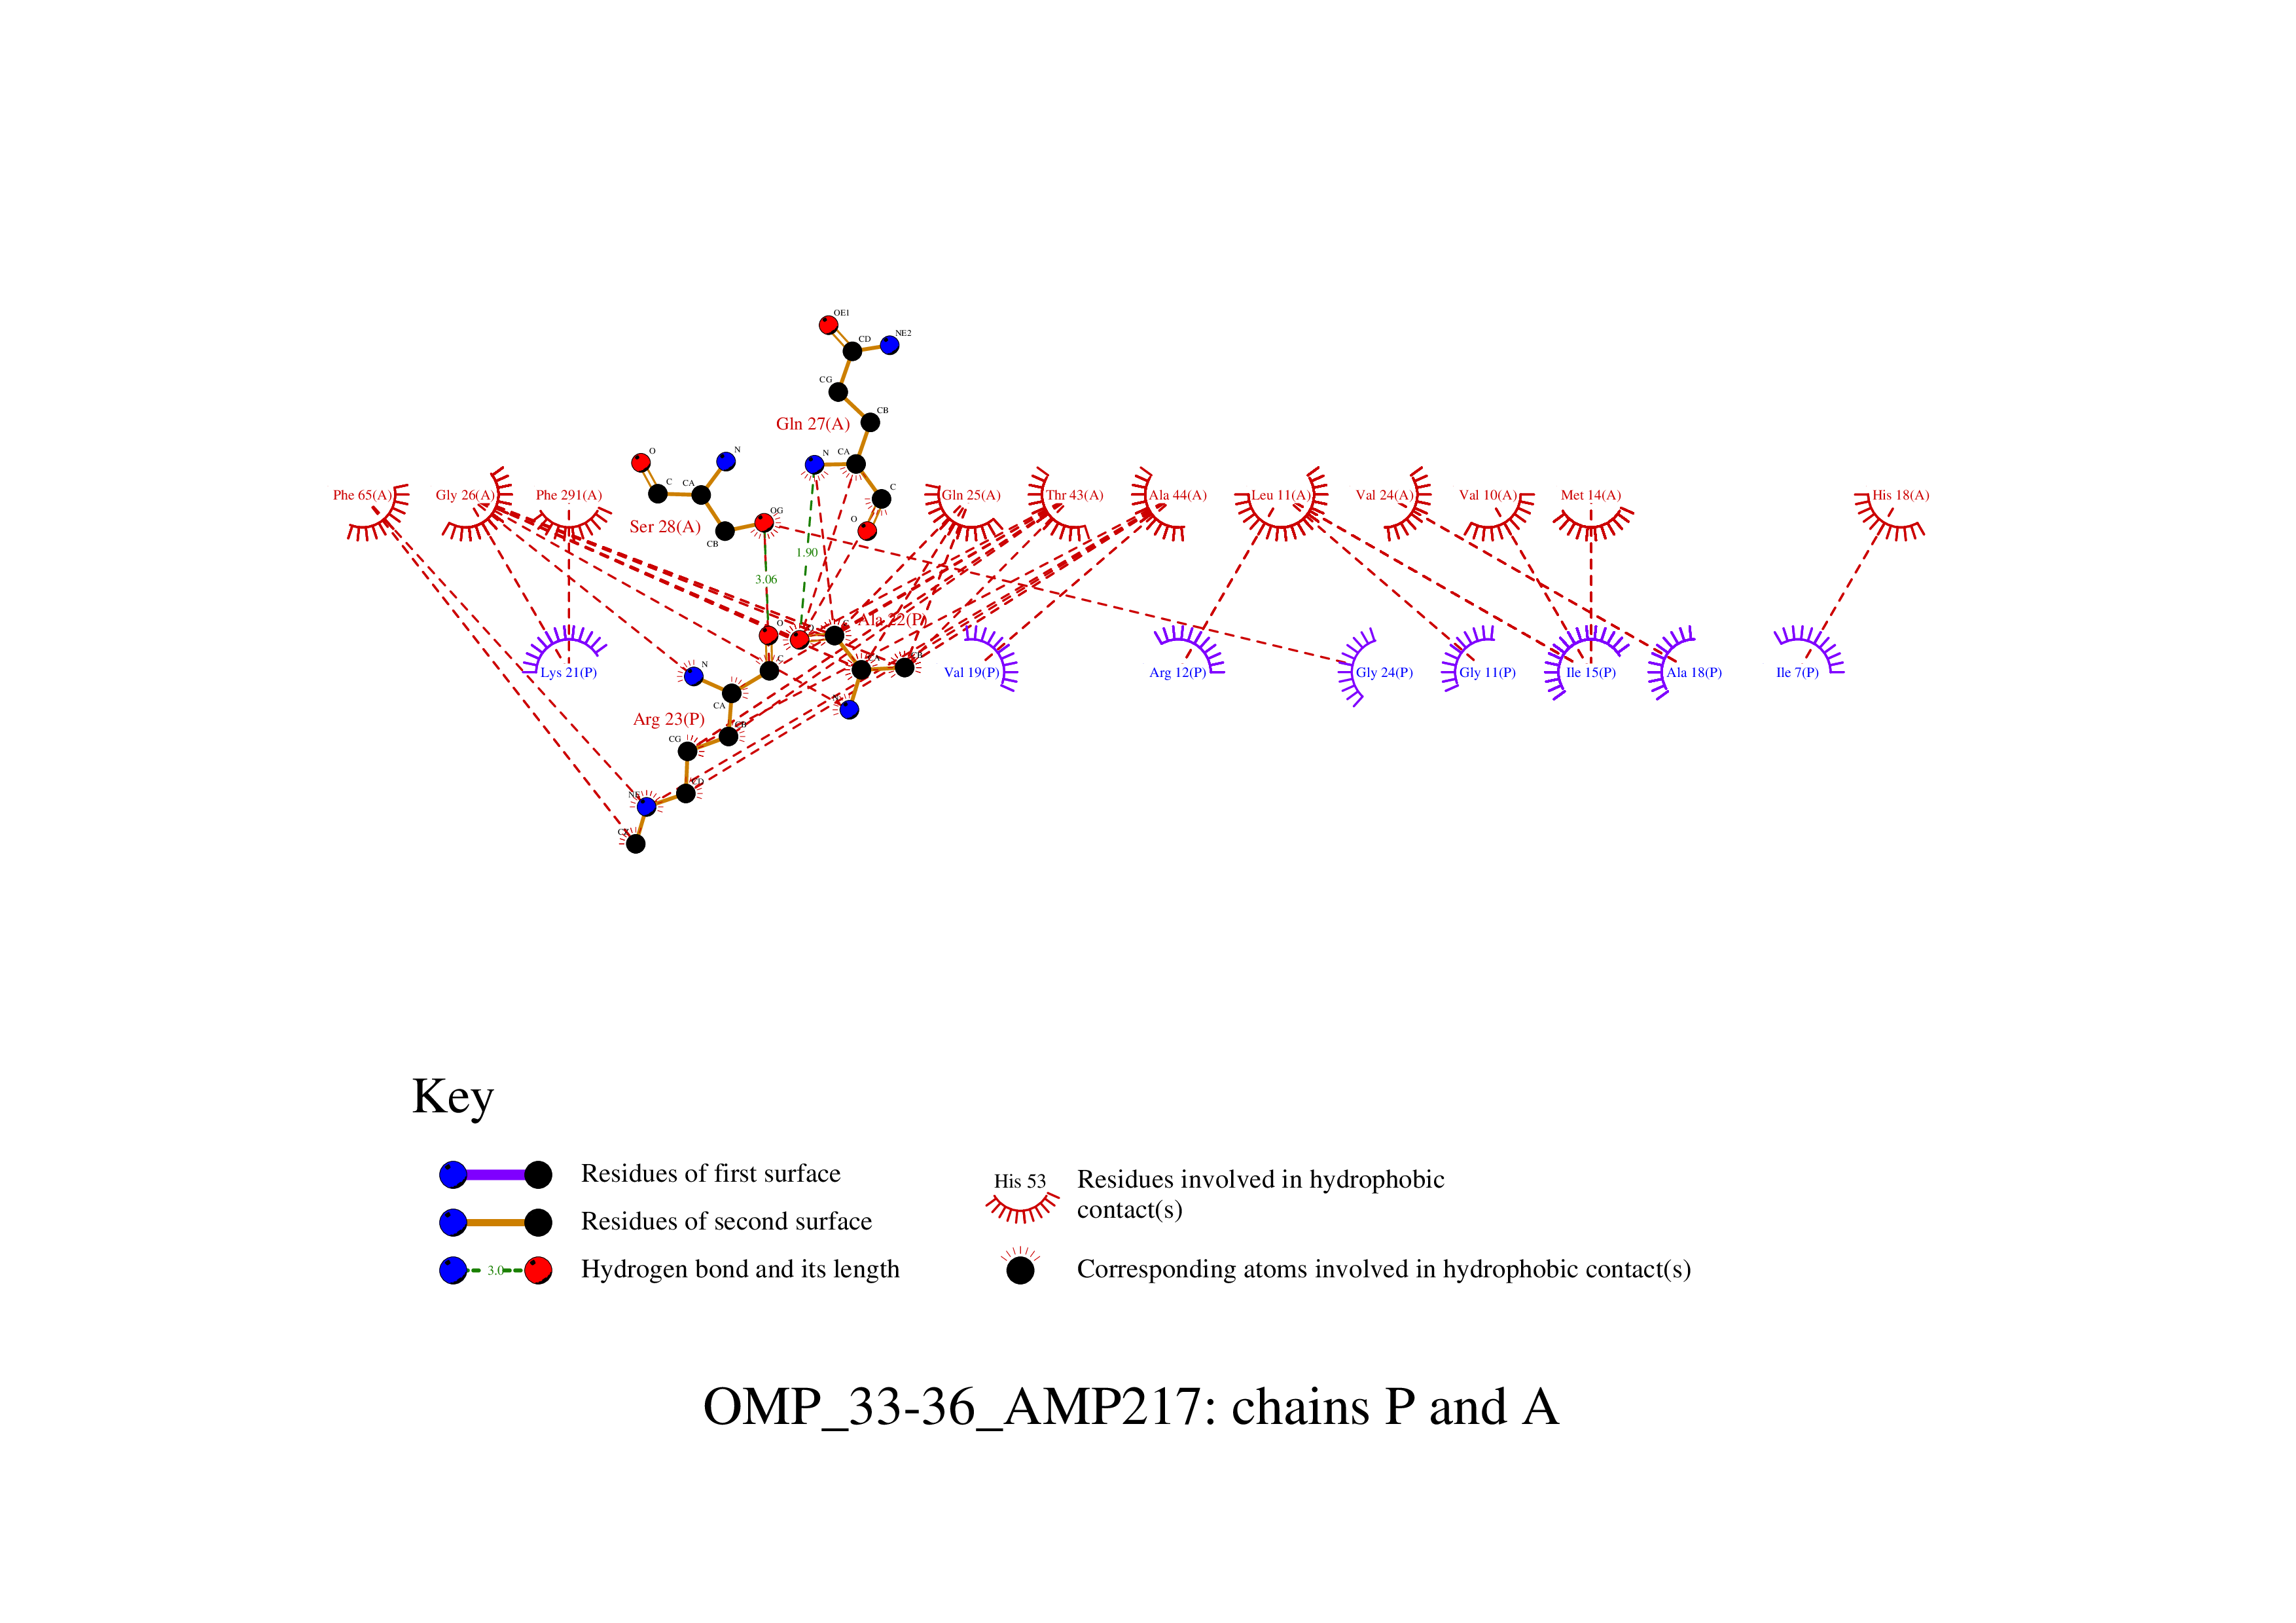 OE1
CD
NE2
CG
CB
Gln 27(A)
O
N
N
CA
C
CA
C
OG
O
Ser 28(A)
CB
Phe 65(A) Gly 26(A) Phe 291(A) Gln 25(A) Thr 43(A) Ala 44(A) Leu 11(A) Val 24(A) Val 10(A) Met 14(A) His 18(A)
1.90
3.06
O
Ala 22(P)
C
N
CB
Lys 21(P) Val 19(P) Arg 12(P) Gly 24(P) Gly 11(P) Ile 15(P) Ala 18(P) Ile 7(P)
CA
Arg 23(P)
CB
CG
CD
NE
CZ
Key
Residues of first surface
Residues of second surface
3.0
Hydrogen bond and its length
His 53
Residues involved in hydrophobic
contact(s)
Corresponding atoms involved in hydrophobic contact(s)
OMP_33-36_AMP217: chains P and A